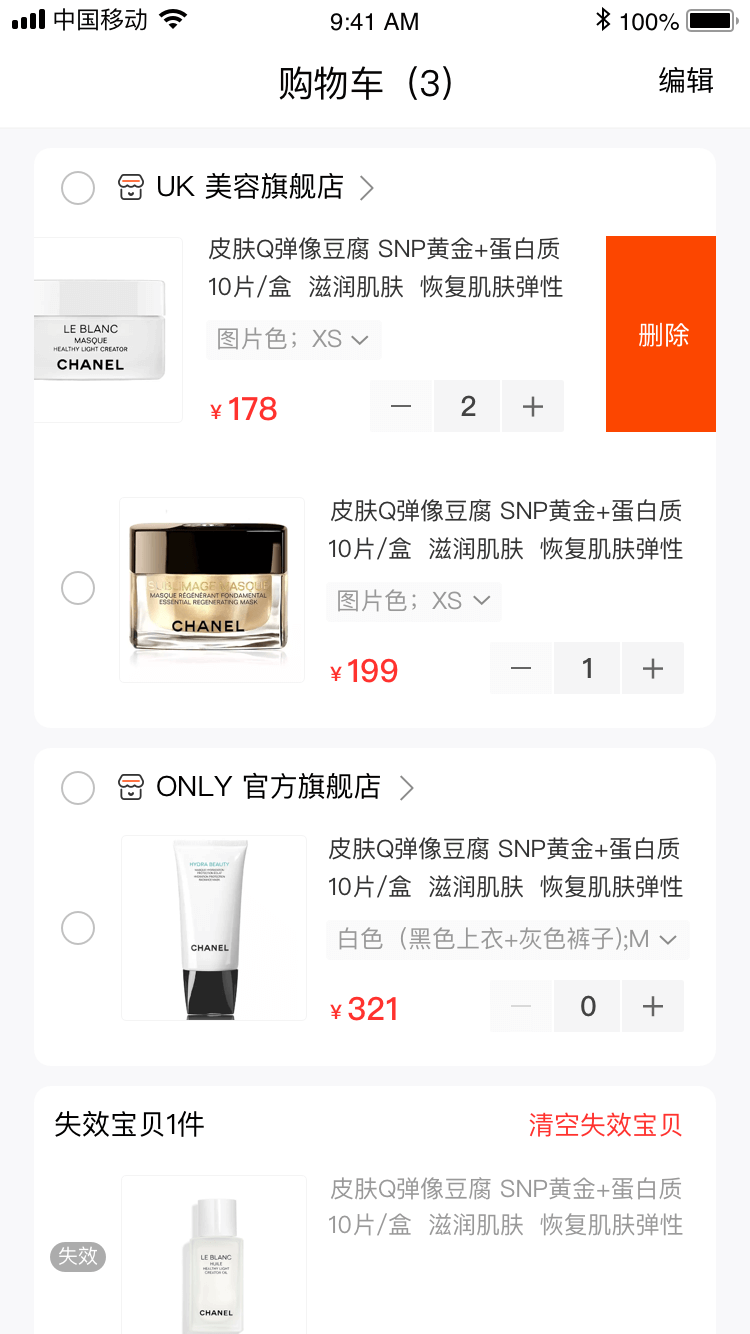 中国移动
9:41 AM
100%
购物车（3）
编辑
UK 美容旗舰店
皮肤Q弹像豆腐 SNP黄金+蛋白质
10片/盒 滋润肌肤 恢复肌肤弹性
LE BLANC
MASQUE
HEALTHY LIGHT CREATOR
CHANEL
图片色；XS
¥178
2
删除
皮肤Q弹像豆腐 SNP黄金+蛋白质
10片/盒 滋润肌肤 恢复肌肤弹性
SUBLIMAGE MASQUE
MASQUE RÉGÉNÉRANT FONDAMENTAL
ESSENTIAL REGENERATING MASK
CHANEL
图片色；XS
¥199
1
ONLY 官方旗舰店
皮肤Q弹像豆腐 SNP黄金+蛋白质
10片/盒 滋润肌肤 恢复肌肤弹性
HYDRA BEAUTY
CHANEL
白色（黑色上衣+灰色裤子);M
¥321
0
失效宝贝1件
清空失效宝贝
皮肤Q弹像豆腐 SNP黄金+蛋白质
10片/盒 滋润肌肤 恢复肌肤弹性
失效
LE BLANC
HUILE
HEALTHY LIGHT
CREATOR OIL
CHANEL